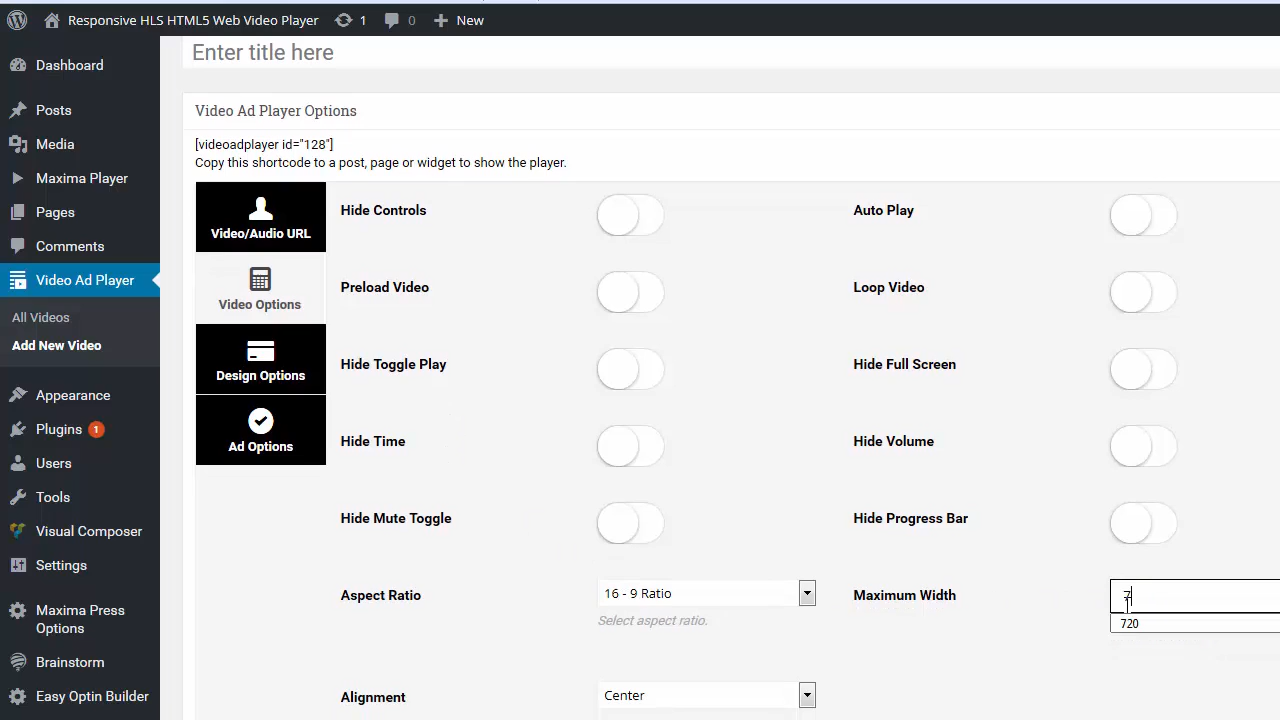 Responsive HLS HTML5 Web Video Player 1 0 New
Enter title here
Dashboard
Posts
Media
Maxima Player
Pages
Comments
Video Ad Player
All Videos
Add New Video
Appearance
Plugins 1
Users
Tools
Visual Composer
Settings
Maxima Press
Options
Brainstorm
Easy Optin Builder
Video Ad Player Options
[videoadplayer id="128"]
Copy this shortcode to a post, page or widget to show the player.
Video/Audio URL
Video Options
Design Options
Ad Options
Hide Controls Auto Play
Preload Video Loop Video
Hide Toggle Play Hide Full Screen
Hide Time Hide Volume
Hide Mute Toggle Hide Progress Bar
Aspect Ratio 16 - 9 Ratio Maximum Width 7
Select aspect ratio. 720
Alignment Center